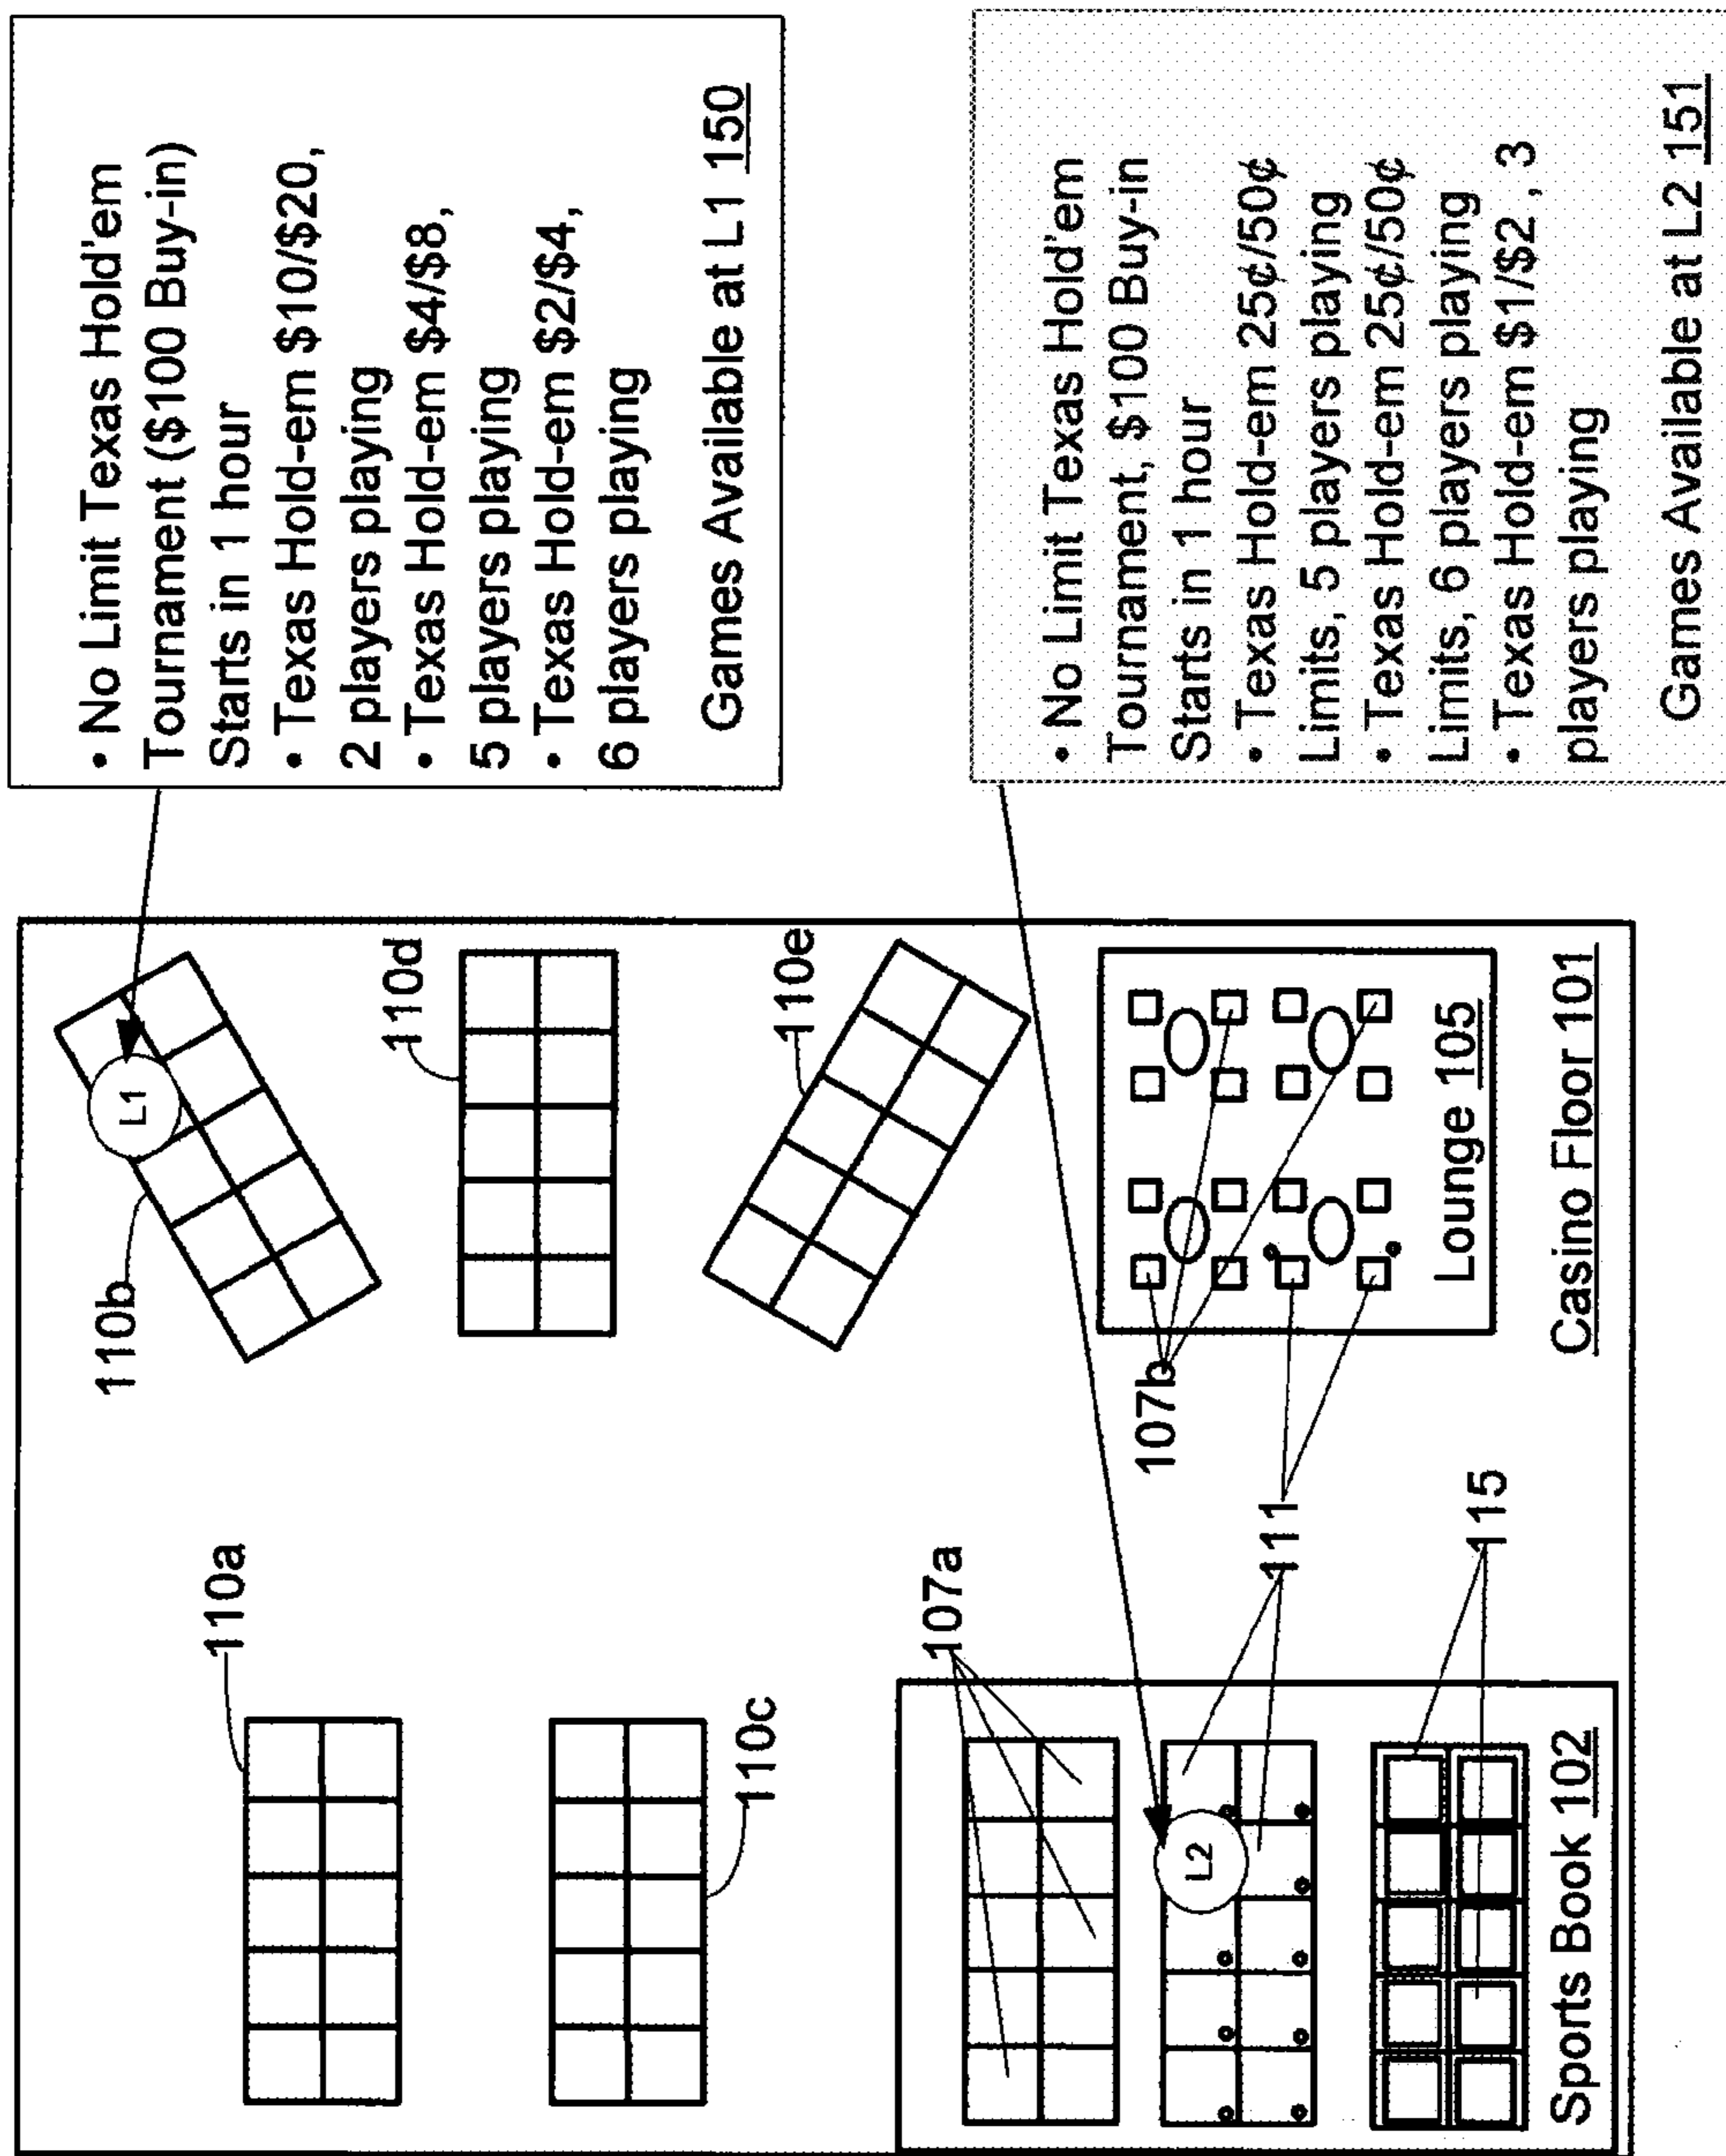 • No Limit Texas Hold'em
Tournament ($100 Buy-in)
Starts in 1 hour
• Texas Hold-em $10/$20,
2 players playing
• Texas Hold-em $4/$8,
5 players playing
• Texas Hold-em $2/$4,
6 players playing
Games Available at L1 150
• No Limit Texas Hold'em
Tournament, $100 Buy-in
Starts in 1 hour
• Texas Hold-em 25¢/50¢
Limits, 5 players playing
• Texas Hold-em 25¢/50¢
Limits, 6 players playing
• Texas Hold-em $1/$2, 3
players playing
Games Available at L2 151
110a
110b
L1
110c
110d
110e
107a
107b
L2
111
115
Sports Book 102
Lounge 105
Casino Floor 101